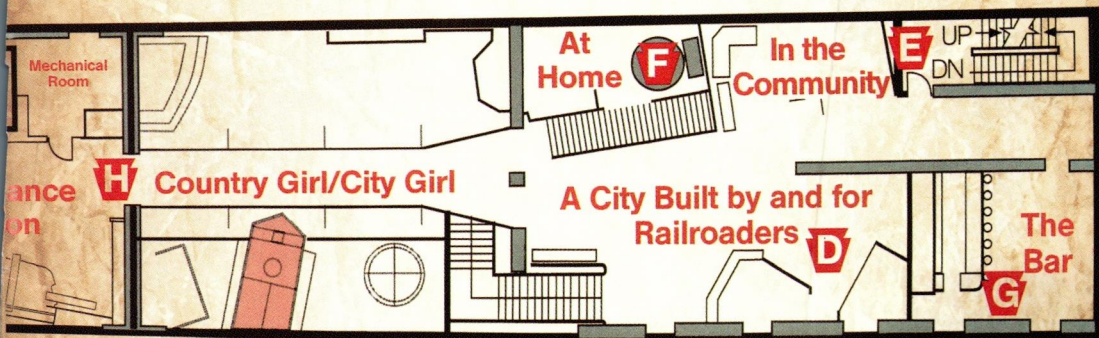 Mechanical
Room
ance
on
H
Country Girl/City Girl
At
Home
F
In the
Community
E
UP
DN
A City Built by and for
Railroaders
D
The
Bar
G